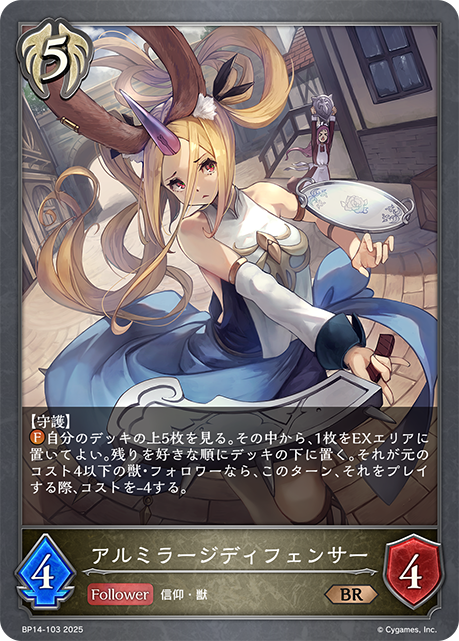 5
【守護】
F 自分のデッキの上5枚を見る。その中から、1枚をEXエリアに
置いてよい。残りを好きな順にデッキの下に置く。それが元の
コスト4以下の獣・フォロワーなら、このターン、それをプレイ
する際、コストを-4する。
アルミラージディフェンサー
4
Follower 信仰・獣
BR
4
BP14-103 2025
© Cygames, Inc.